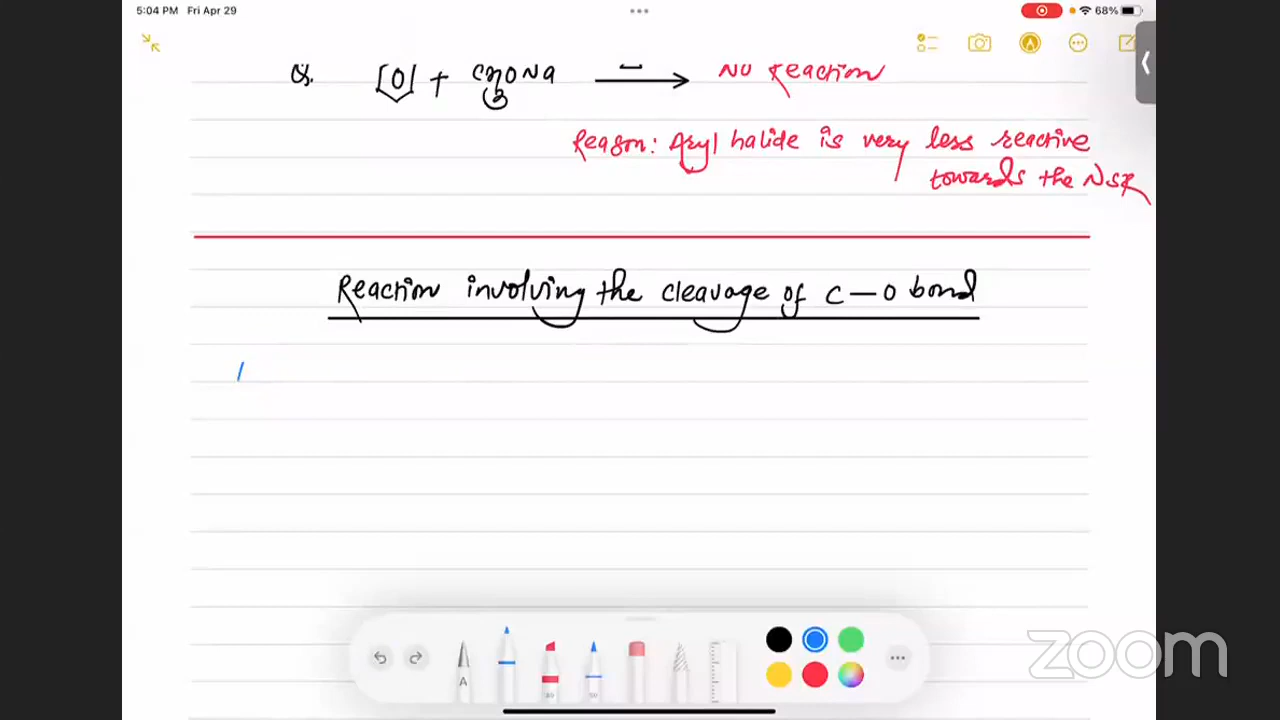 5:04 PM Fri Apr 29
68%
Q. + CH3ONa → No Reaction
Reason: Aryl halide is very less reactive
towards the NSR
Reaction involving the cleavage of C—O bond
A
zoom